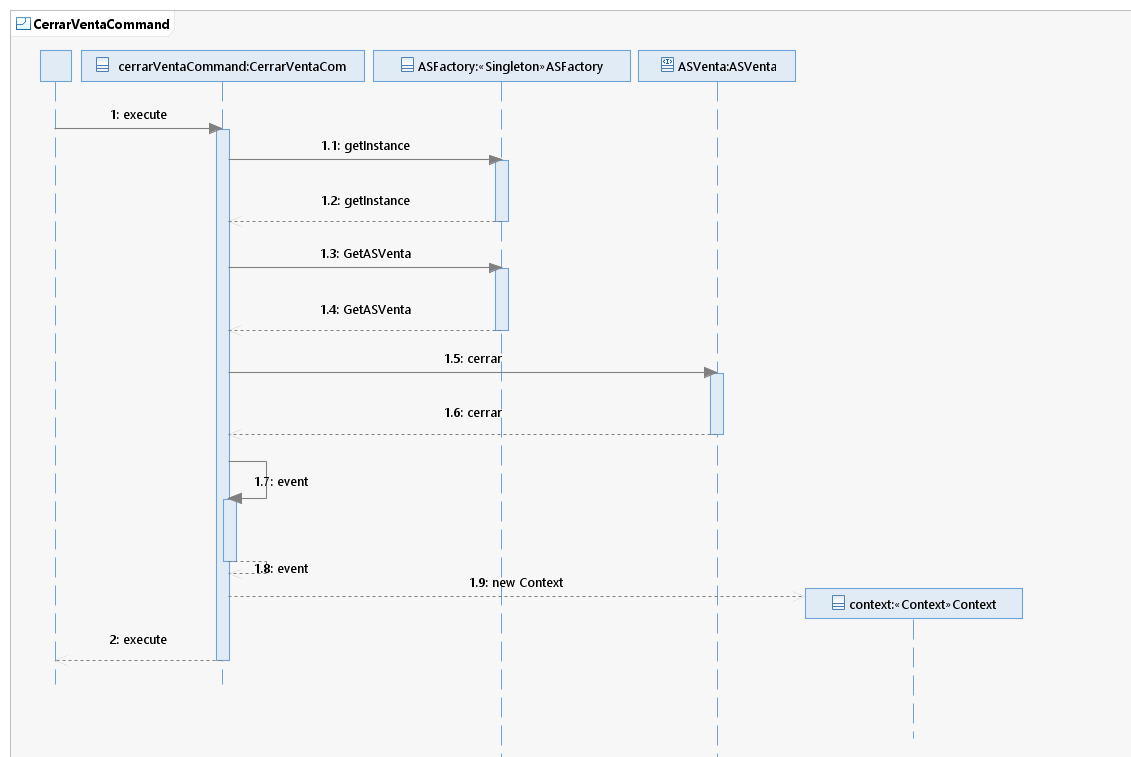 CerrarVentaCommand
cerrarVentaCommand:CerrarVentaCom
ASFactory:«Singleton»ASFactory
ASVenta:ASVenta
1: execute
1.1: getInstance
1.2: getInstance
1.3: GetASVenta
1.4: GetASVenta
1.5: cerrar
1.6: cerrar
1.7: event
1.8: event
1.9: new Context
context:«Context»Context
2: execute